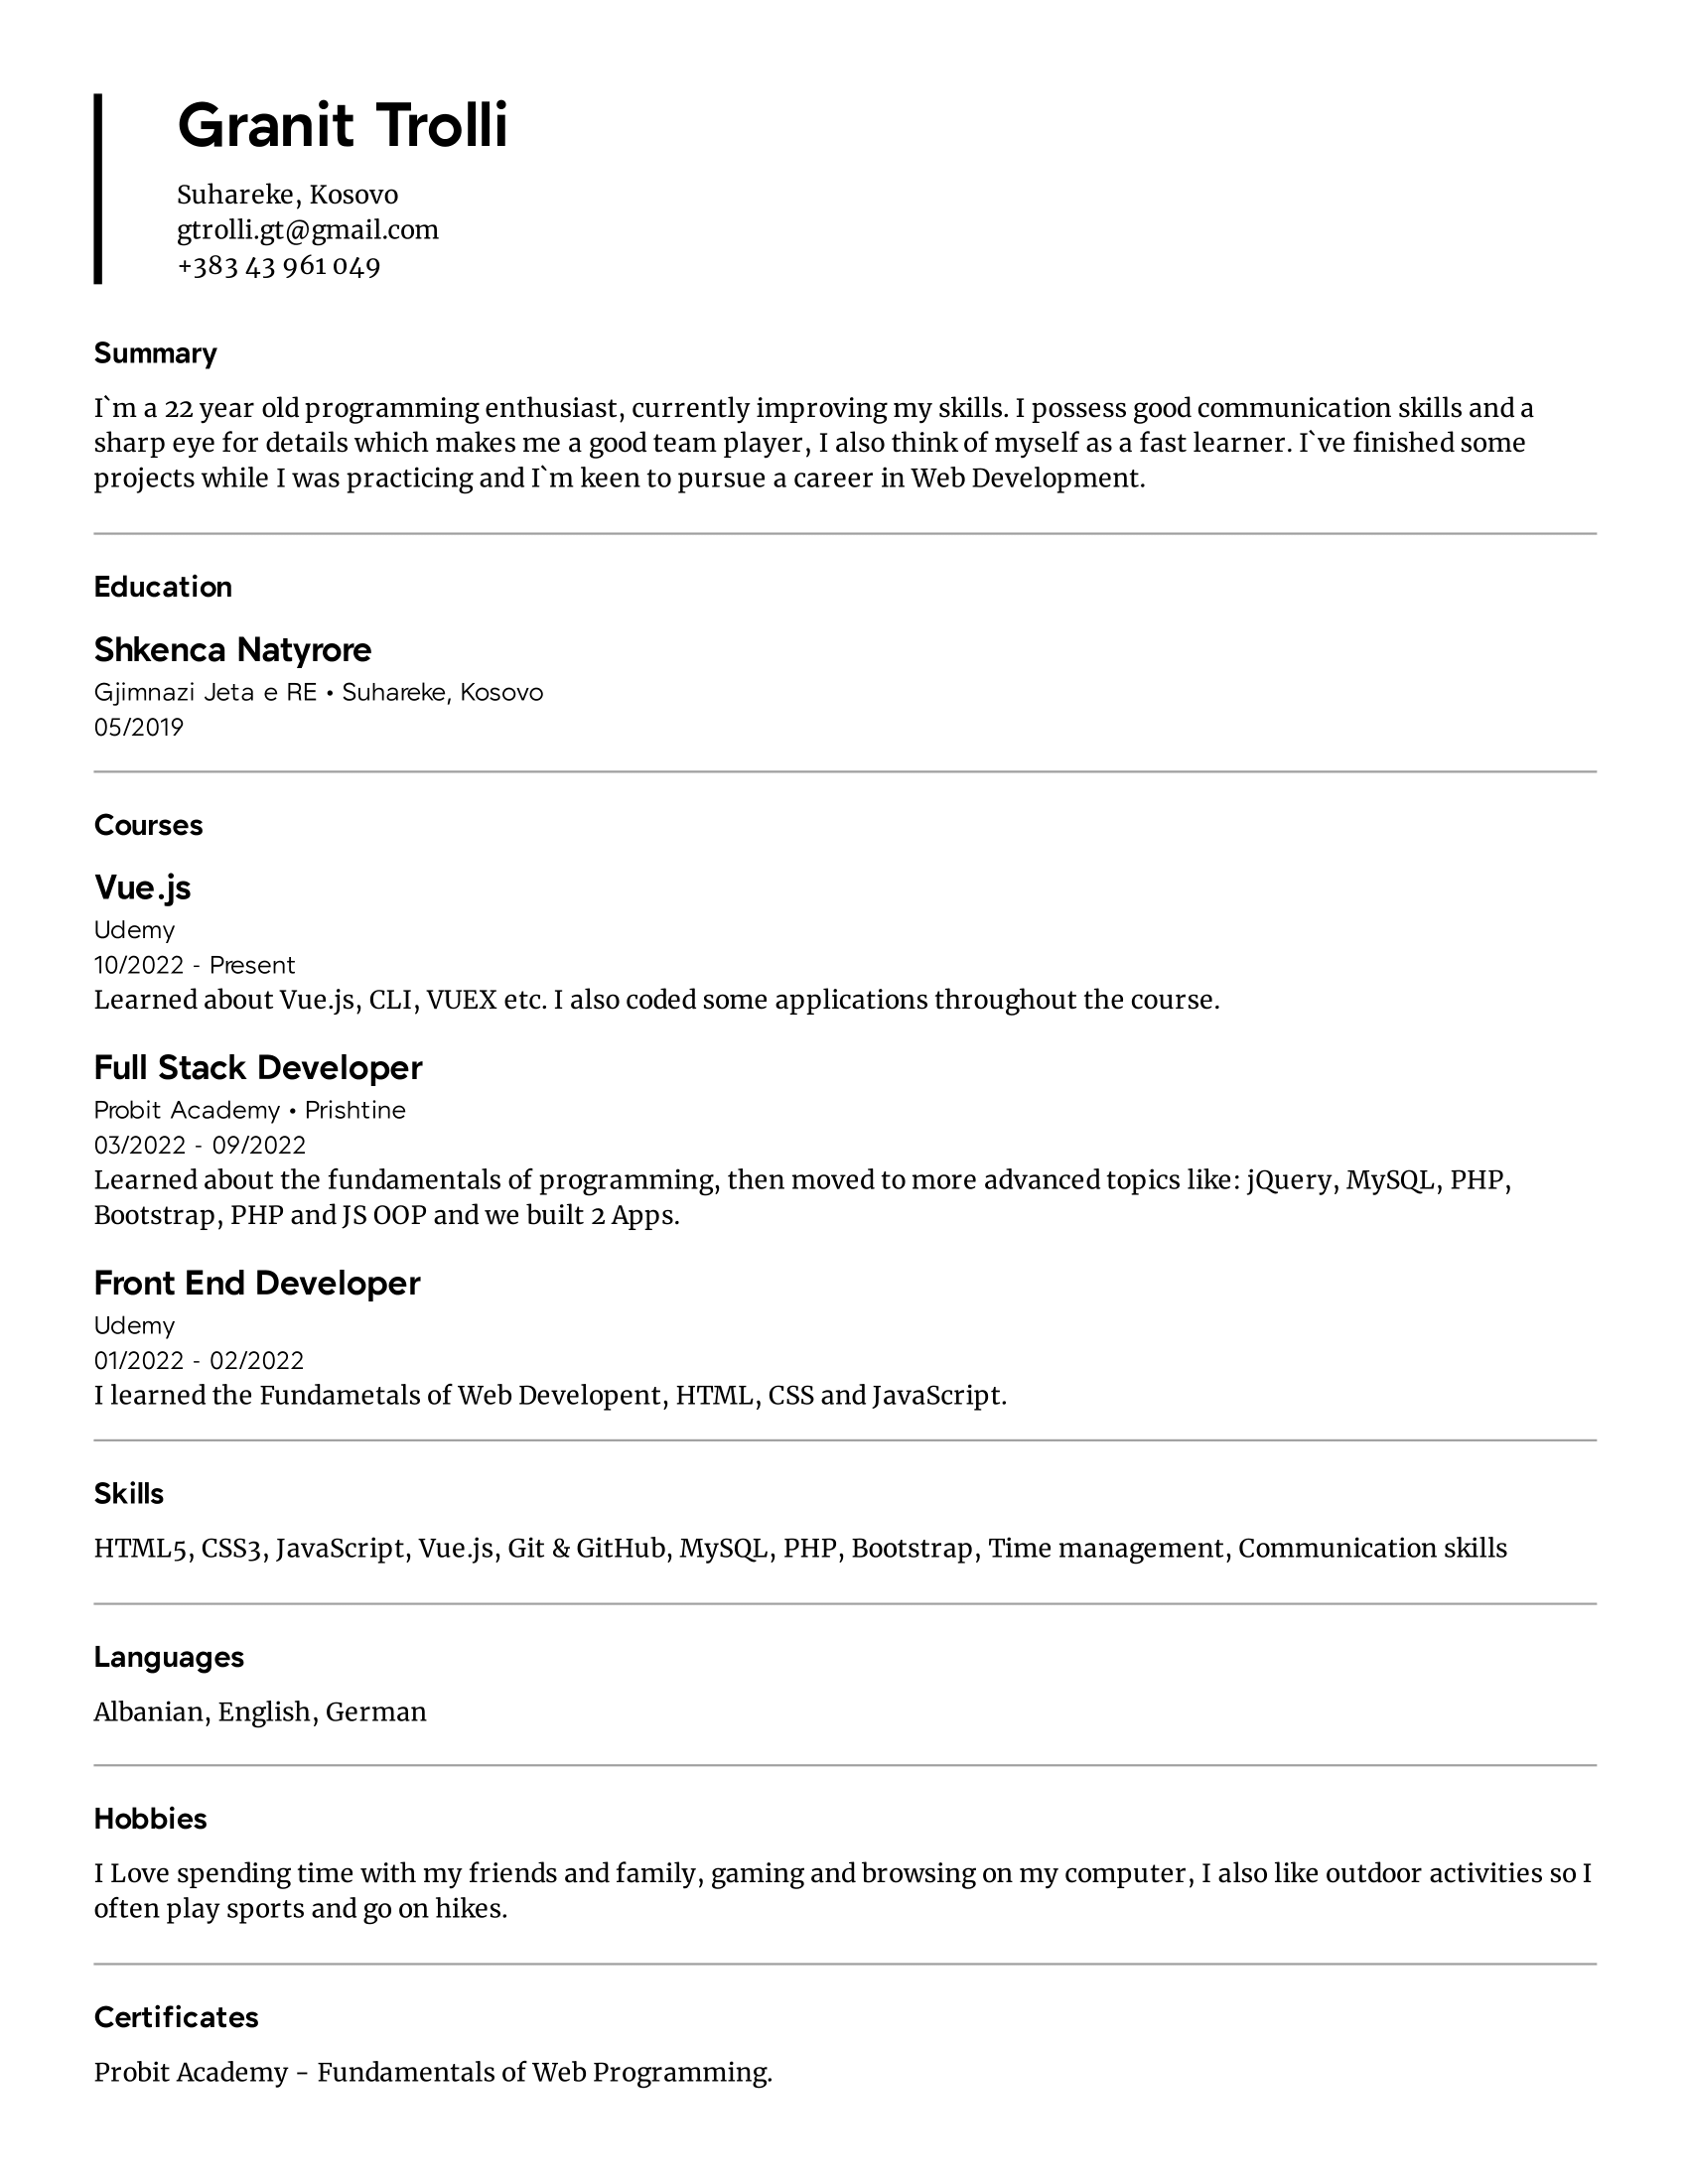 Granit Trolli
Suhareke, Kosovo
gtrolli.gt@gmail.com
+383 43 961 049
Summary
I`m a 22 year old programming enthusiast, currently improving my skills. I possess good communication skills and a
sharp eye for details which makes me a good team player, I also think of myself as a fast learner. I`ve finished some
projects while I was practicing and I`m keen to pursue a career in Web Development.
Education
Shkenca Natyrore
Gjimnazi Jeta e RE • Suhareke, Kosovo
05/2019
Courses
Vue.js
Udemy
10/2022 - Present
Learned about Vue.js, CLI, VUEX etc. I also coded some applications throughout the course.
Full Stack Developer
Probit Academy • Prishtine
03/2022 - 09/2022
Learned about the fundamentals of programming, then moved to more advanced topics like: jQuery, MySQL, PHP,
Bootstrap, PHP and JS OOP and we built 2 Apps.
Front End Developer
Udemy
01/2022 - 02/2022
I learned the Fundametals of Web Developent, HTML, CSS and JavaScript.
Skills
HTML5, CSS3, JavaScript, Vue.js, Git & GitHub, MySQL, PHP, Bootstrap, Time management, Communication skills
Languages
Albanian, English, German
Hobbies
I Love spending time with my friends and family, gaming and browsing on my computer, I also like outdoor activities so I
often play sports and go on hikes.
Certificates
Probit Academy - Fundamentals of Web Programming.